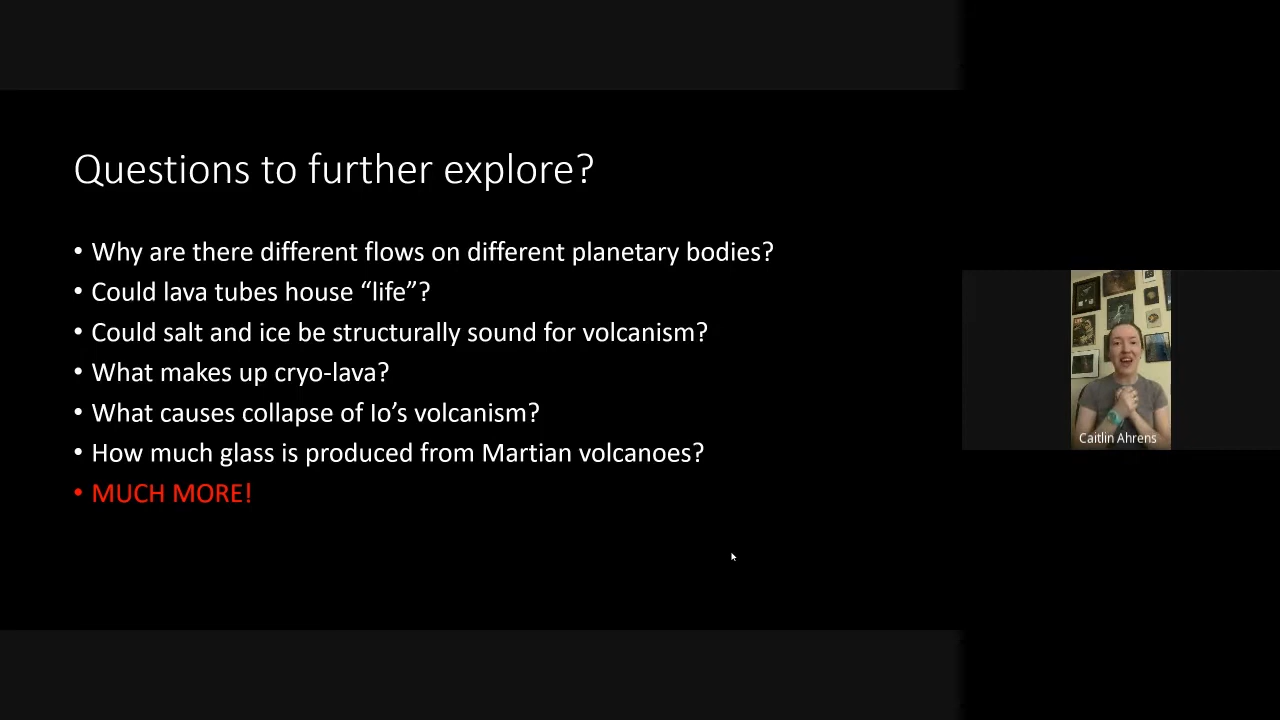 Questions to further explore?
• Why are there different flows on different planetary bodies?
• Could lava tubes house “life”?
• Could salt and ice be structurally sound for volcanism?
• What makes up cryo-lava?
• What causes collapse of Io’s volcanism?
• How much glass is produced from Martian volcanoes?
• MUCH MORE!
Caitlin Ahrens